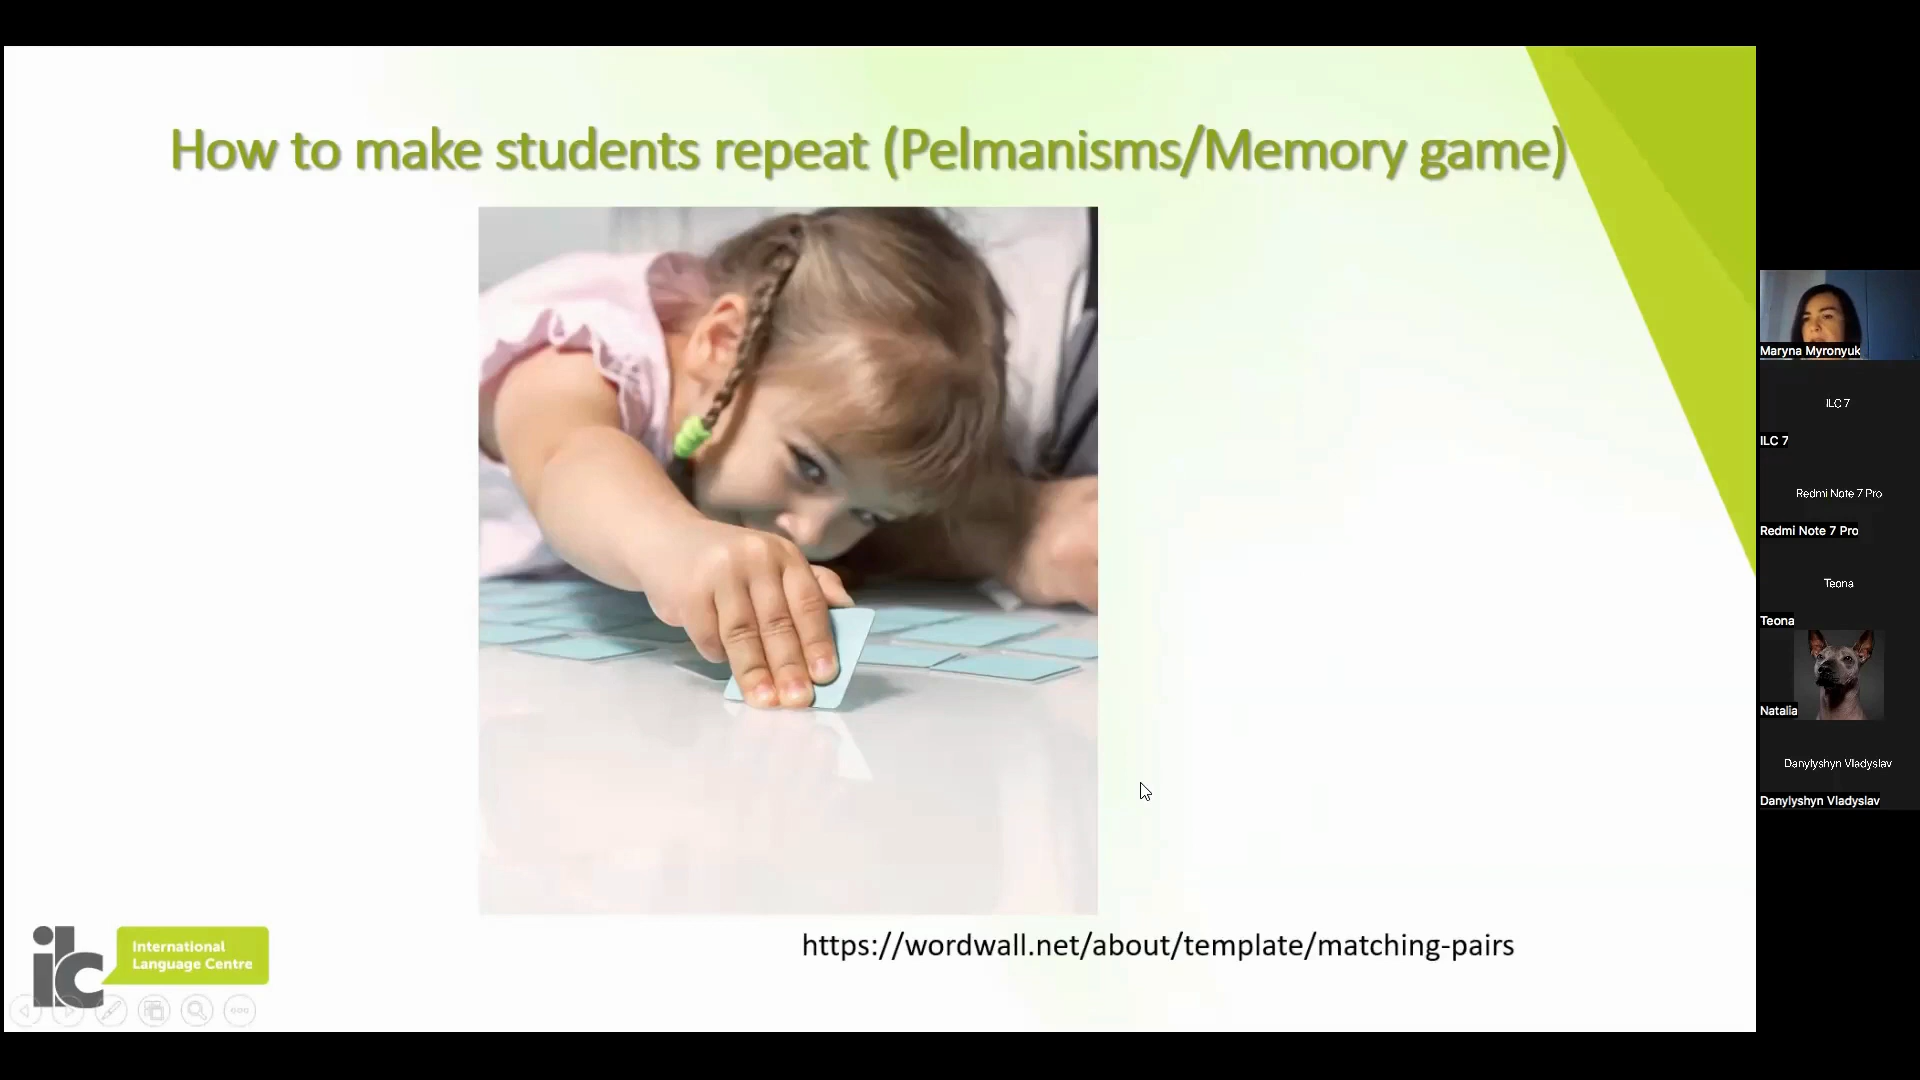 How to make students repeat (Pelmanisms/Memory game)
Maryna Myronyuk
ILC 7
ILC 7
Redmi Note 7 Pro
Redmi Note 7 Pro
Teona
Teona
Natalia
Danylyshyn Vladyslav
Danylyshyn Vladyslav
https://wordwall.net/about/template/matching-pairs
ilc
International
Language Centre